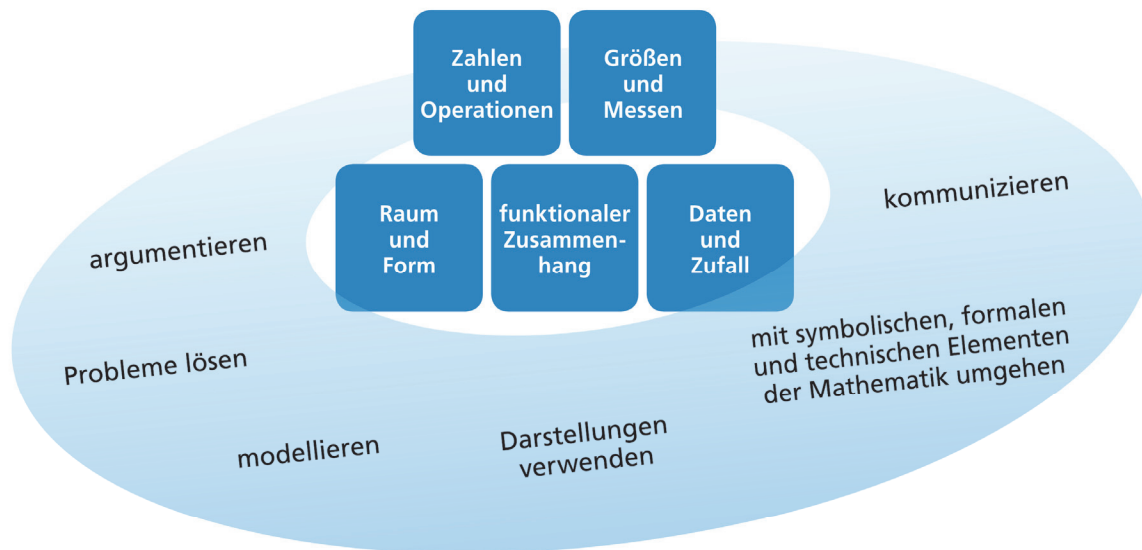 Zahlen
und
Operationen
Größen
und
Messen
Raum
und
Form
funktionaler
Zusammen-
hang
Daten
und
Zufall
argumentieren
Probleme lösen
modellieren
Darstellungen
verwenden
mit symbolischen, formalen
und technischen Elementen
der Mathematik umgehen
kommunizieren